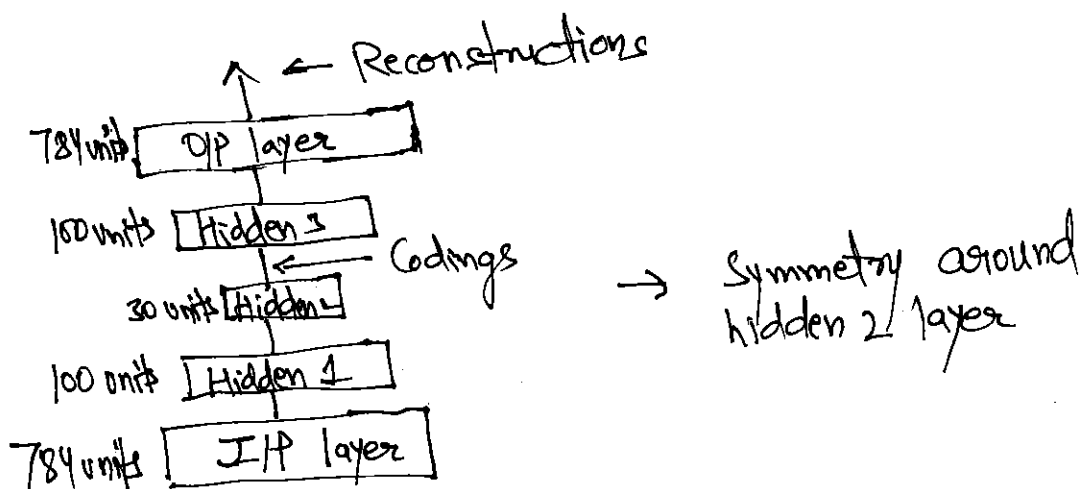 ← Reconstructions
784 units O/P layer
100 units Hidden 3
← Codings
30 units Hidden 2
→ Symmetry around
hidden 2 layer
100 units Hidden 1
784 units I/P layer